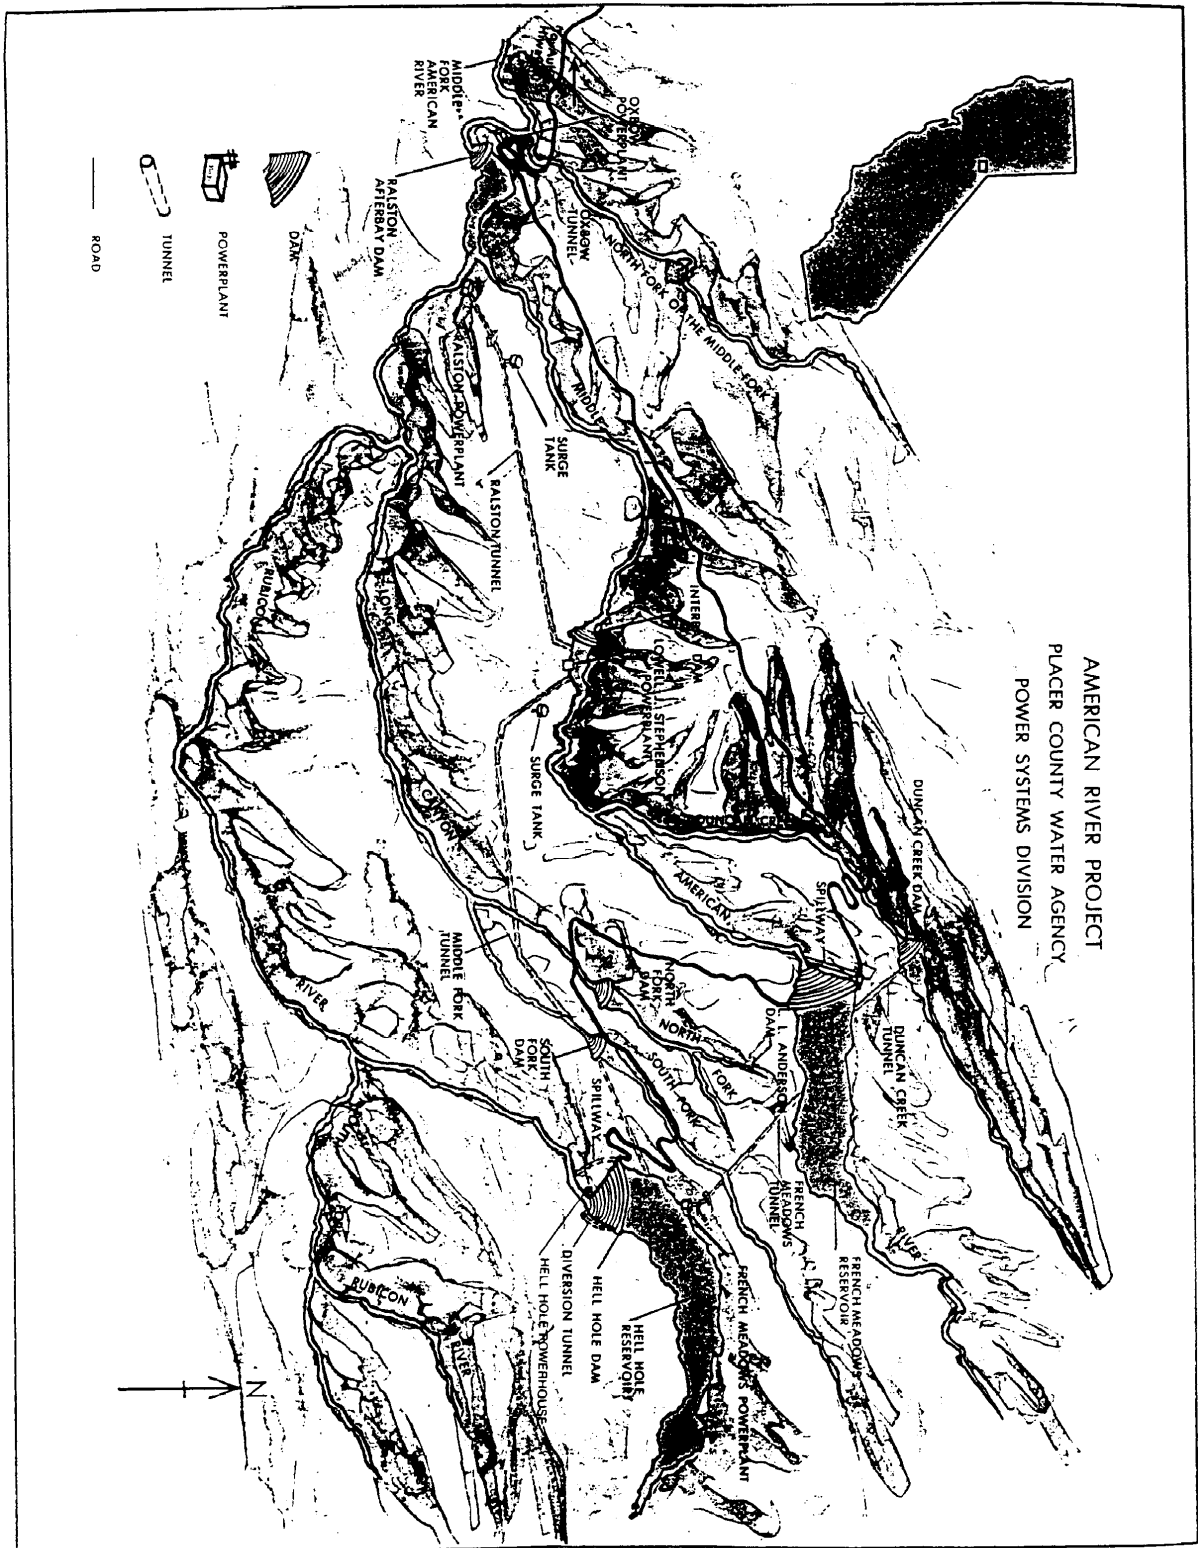 AMERICAN RIVER PROJECT
PLACER COUNTY WATER AGENCY
POWER SYSTEMS DIVISION
DUNCAN CREEK DAM
SPILLWAY
DUNCAN CREEK
TUNNEL
L. L. ANDERSON
DAM
FRENCH
MEADOWS
TUNNEL
FRENCH MEADOWS
RESERVOIR
RIVER
FRENCH MEADOWS POWERPLANT
HELL HOLE
RESERVOIR
HELL HOLE DAM
DIVERSION TUNNEL
HELL HOLE POWERHOUSE
SPILLWAY
SOUTH
FORK
DAM
SOUTH FORK
NORTH
FORK
NORTH
FORK
DAM
AMERICAN
MIDDLE FORK
TUNNEL
SURGE TANK
L. STEPHENSON
POWERPLANT
DAM
MIDDLE
NORTH FORK OF THE MIDDLE FORK
OXBOW
TUNNEL
OXBOW
POWERPLANT
MIDDLE
FORK
AMERICAN
RIVER
RALSTON
AFTERBAY DAM
RALSTON POWERPLANT
SURGE
TANK
RALSTON TUNNEL
LONG
CANYON
RUBICON
RIVER
RUBICON
RIVER
DAM
POWERPLANT
TUNNEL
ROAD
N